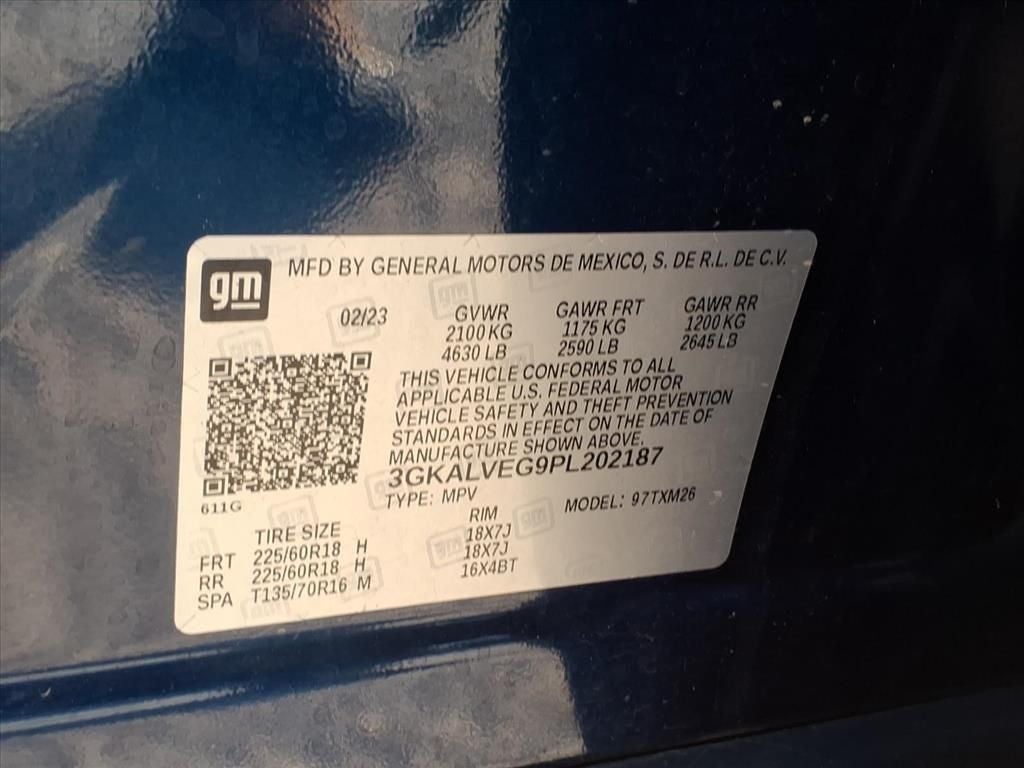 gm
MFD BY GENERAL MOTORS DE MEXICO, S. DE R.L. DE C.V.
02/23
GVWR GAWR FRT GAWR RR
2100 KG 1175 KG 1200 KG
4630 LB 2590 LB 2645 LB
THIS VEHICLE CONFORMS TO ALL
APPLICABLE U.S. FEDERAL MOTOR
VEHICLE SAFETY AND THEFT PREVENTION
STANDARDS IN EFFECT ON THE DATE OF
MANUFACTURE SHOWN ABOVE.
3GKALVEG9PL202187
TYPE: MPV MODEL: 97TXM26
611G
TIRE SIZE RIM
FRT 225/60R18 H 18X7J
RR 225/60R18 H 18X7J
SPA T135/70R16 M 16X4BT